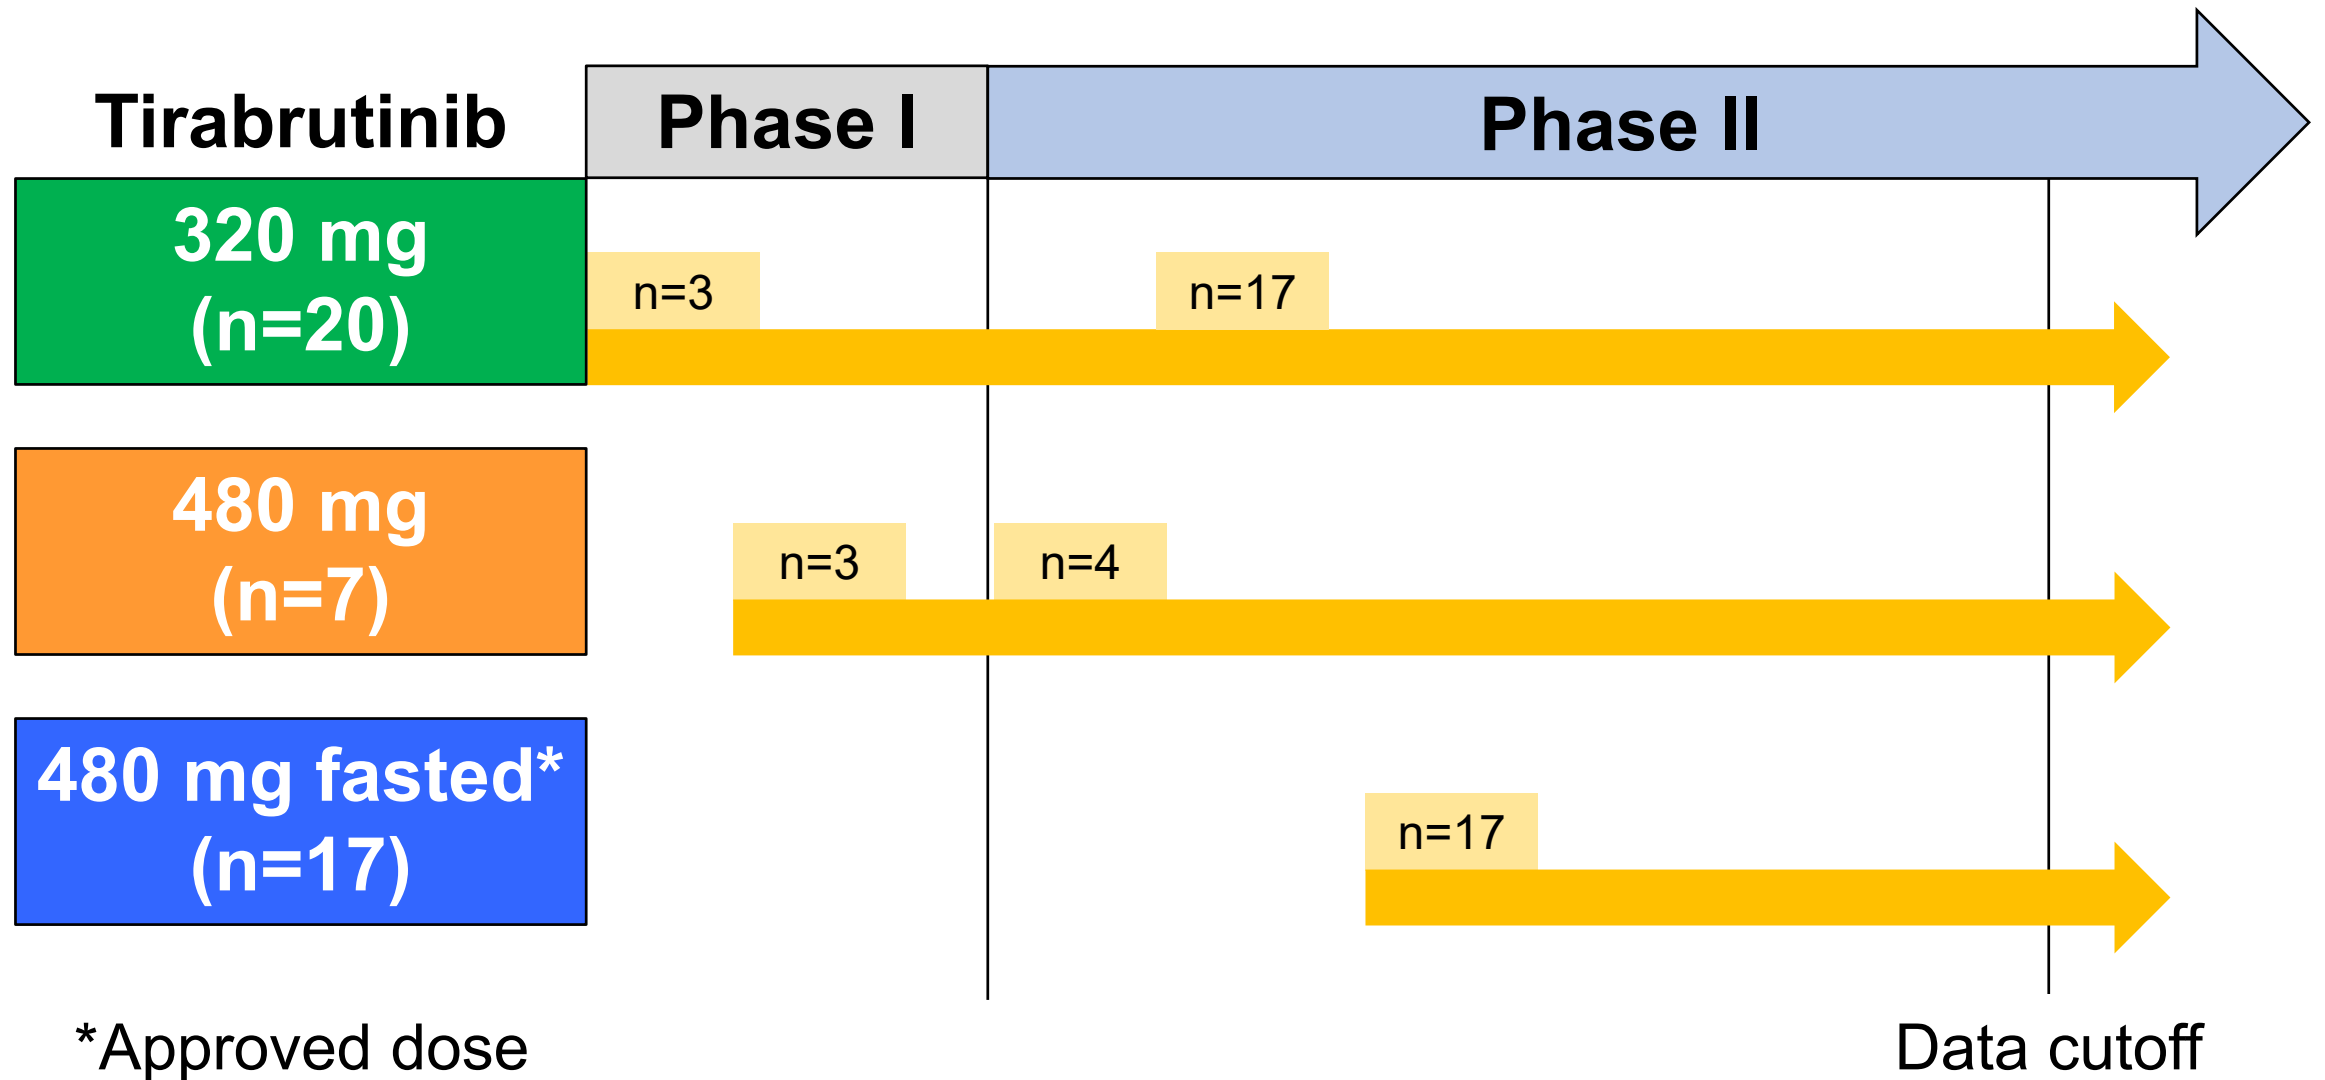 Tirabrutinib
Phase I
Phase II
320 mg
(n=20)
n=3
n=17
480 mg
(n=7)
n=3
n=4
480 mg fasted*
(n=17)
n=17
*Approved dose
Data cutoff